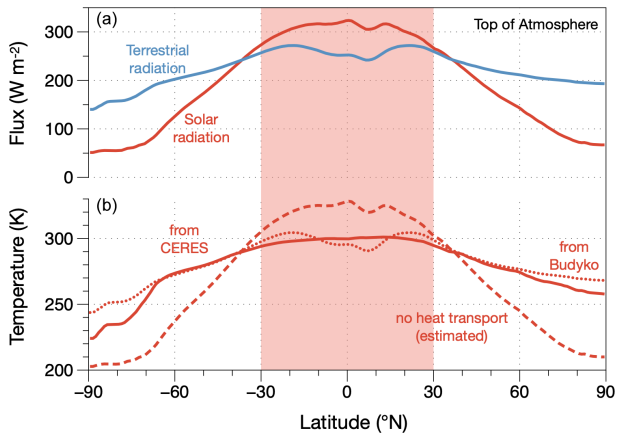 (a)
Top of Atmosphere
300
200
100
0
Flux (W m⁻²)
Terrestrial
radiation
Solar
radiation
(b)
300
250
200
Temperature (K)
from
CERES
from
Budyko
no heat transport
(estimated)
−90 −60 −30 0 30 60 90
Latitude (°N)